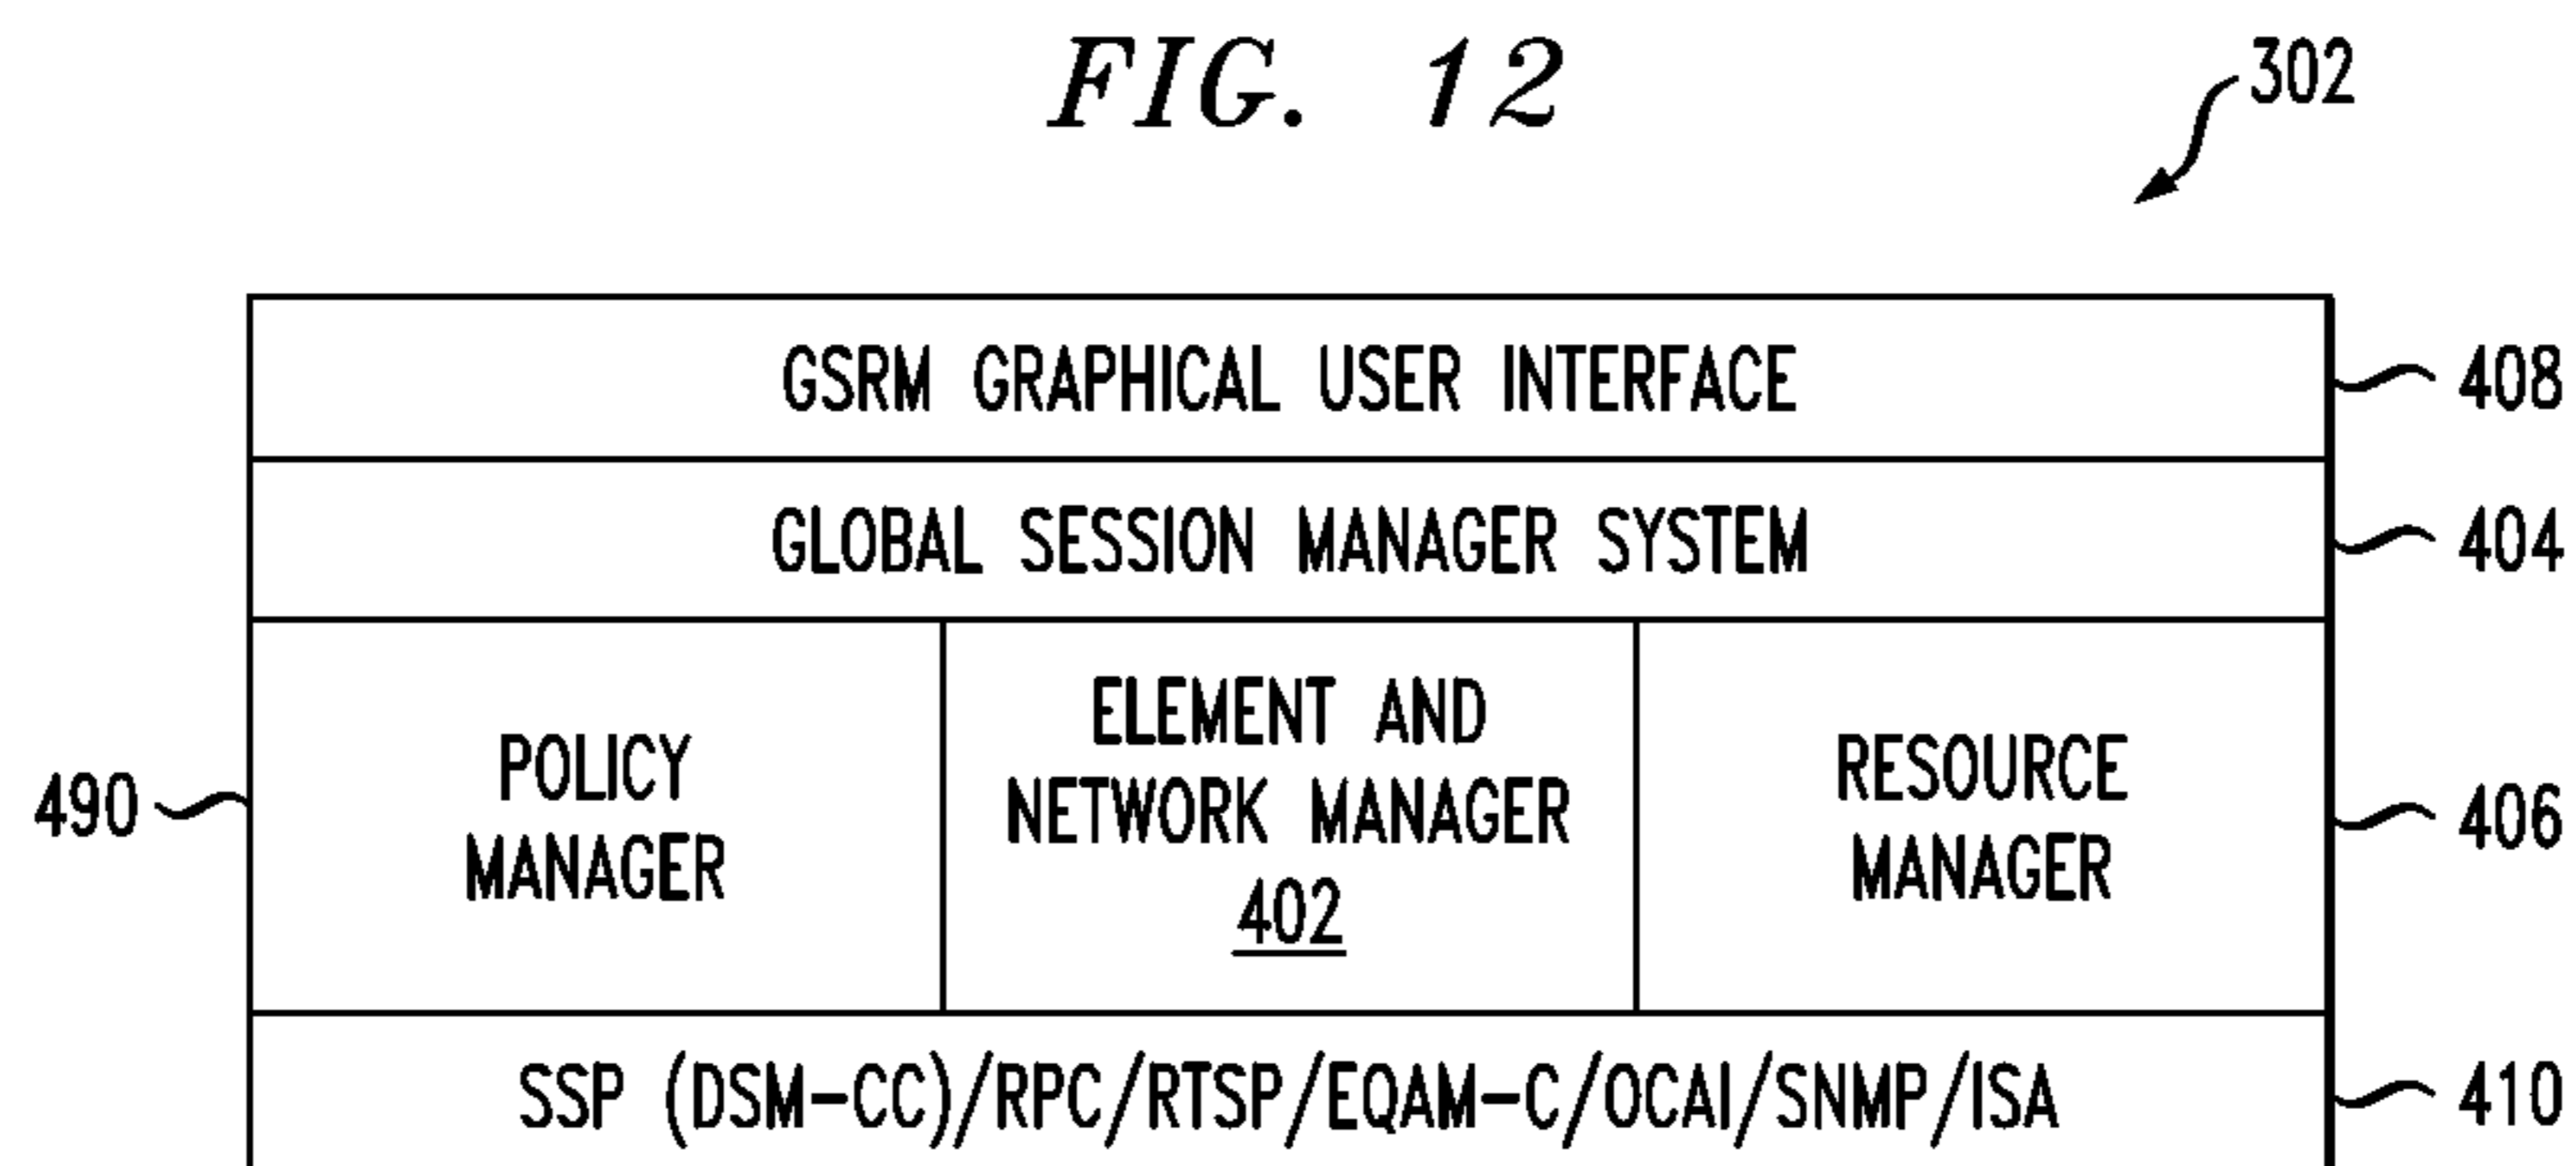 FIG. 12
302
GSRM GRAPHICAL USER INTERFACE
408
GLOBAL SESSION MANAGER SYSTEM
404
490
POLICY
MANAGER
ELEMENT AND
NETWORK MANAGER
402
RESOURCE
MANAGER
406
SSP (DSM-CC)/RPC/RTSP/EQAM-C/OCAI/SNMP/ISA
410